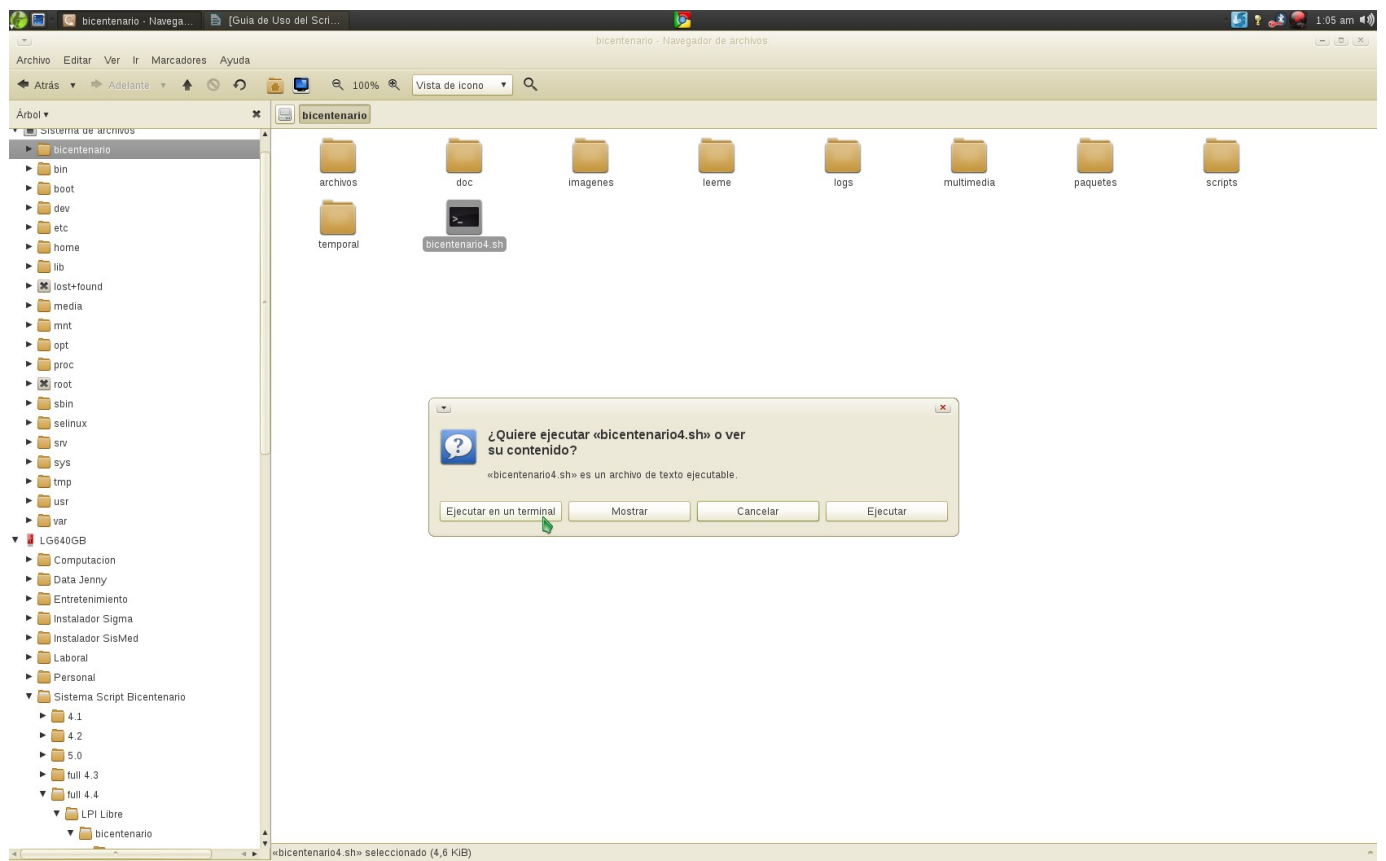 bicentenario - Navega...
[Guia de Uso del Scri...
1:05 am
bicentenario - Navegador de archivos
Archivo Editar Ver Ir Marcadores Ayuda
Atrás Adelante 100% Vista de icono
Árbol
bicentenario
Sistema de archivos
bicentenario
bin
boot
dev
etc
home
lib
lost+found
media
mnt
opt
proc
root
sbin
selinux
srv
sys
tmp
usr
var
LG640GB
Computacion
Data Jenny
Entretenimiento
Instalador Sigma
Instalador SisMed
Laboral
Personal
Sistema Script Bicentenario
4.1
4.2
5.0
full 4.3
full 4.4
LPI Libre
bicentenario
archivos doc imagenes leeme logs multimedia paquetes scripts
temporal bicentenario4.sh
¿Quiere ejecutar «bicentenario4.sh» o ver
su contenido?
«bicentenario4.sh» es un archivo de texto ejecutable.
Ejecutar en un terminal Mostrar Cancelar Ejecutar
«bicentenario4.sh» seleccionado (4,6 KiB)